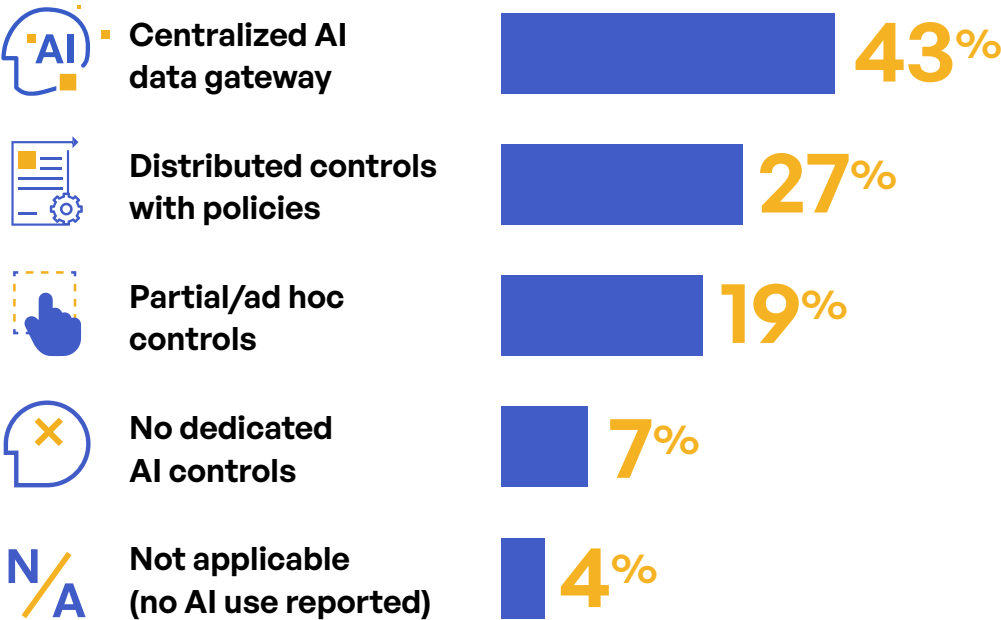 AI
Centralized AI
data gateway
43%
Distributed controls
with policies
27%
Partial/ad hoc
controls
19%
No dedicated
AI controls
7%
N/A
Not applicable
(no AI use reported)
4%